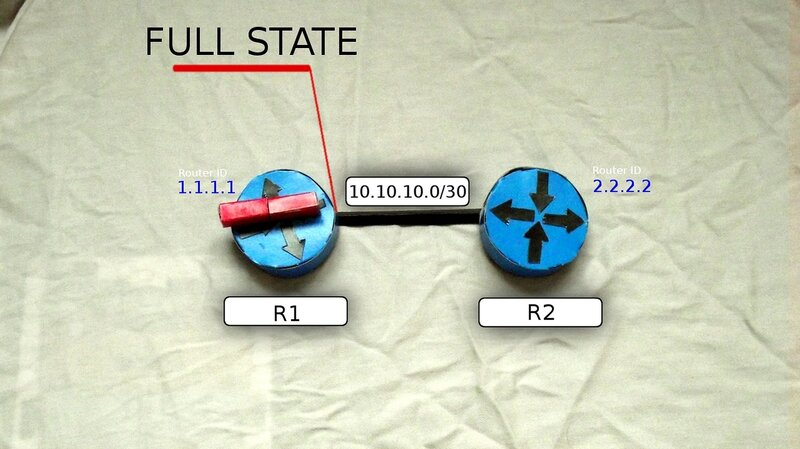 FULL STATE
Router ID
1.1.1.1
10.10.10.0/30
Router ID
2.2.2.2
R1
R2